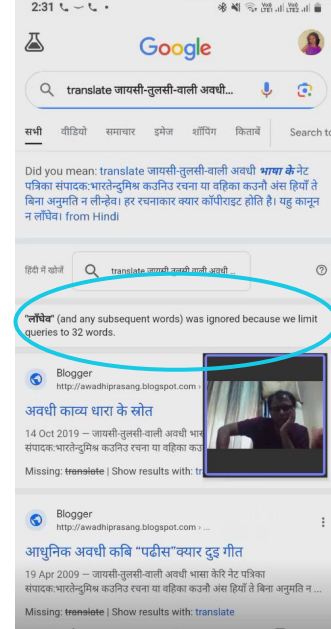 2:31
Google
translate जायसी-तुलसी-वाली अवधी...
सभी वीडियो समाचार इमेज शॉपिंग किताबें Search to
Did you mean: translate जायसी-तुलसी-वाली अवधी भाषा के नेट
पत्रिका संपादक:भारतेन्दुमिश्र कउनिउ रचना या वहिका कउनौ अंस हियाँ ते
बिना अनुमति न लीन्हेव। हर रचनाकार क्यार कॉपीराइट होति है। यहु कानून
न लाँघेव। from Hindi
हिंदी में खोजें translate जायसी तुलसी वाली अवधी ...
"लाँघेव" (and any subsequent words) was ignored because we limit
queries to 32 words.
Blogger
http://awadhiprasang.blogspot.com ›
अवधी काव्य धारा के स्रोत
14 Oct 2019 — जायसी-तुलसी-वाली अवधी भास
संपादक:भारतेन्दुमिश्र कउनिउ रचना या वहिका कउ
Missing: translate | Show results with: tr
Blogger
http://awadhiprasang.blogspot.com › ...
आधुनिक अवधी कबि "पढीस"क्यार दुइ गीत
19 Apr 2009 — जायसी-तुलसी-वाली अवधी भासा केरि नेट पत्रिका
संपादक:भारतेन्दुमिश्र कउनिउ रचना या वहिका कउनौ अंस हियाँ ते बिना अनुमति न ...
Missing: translate | Show results with: translate